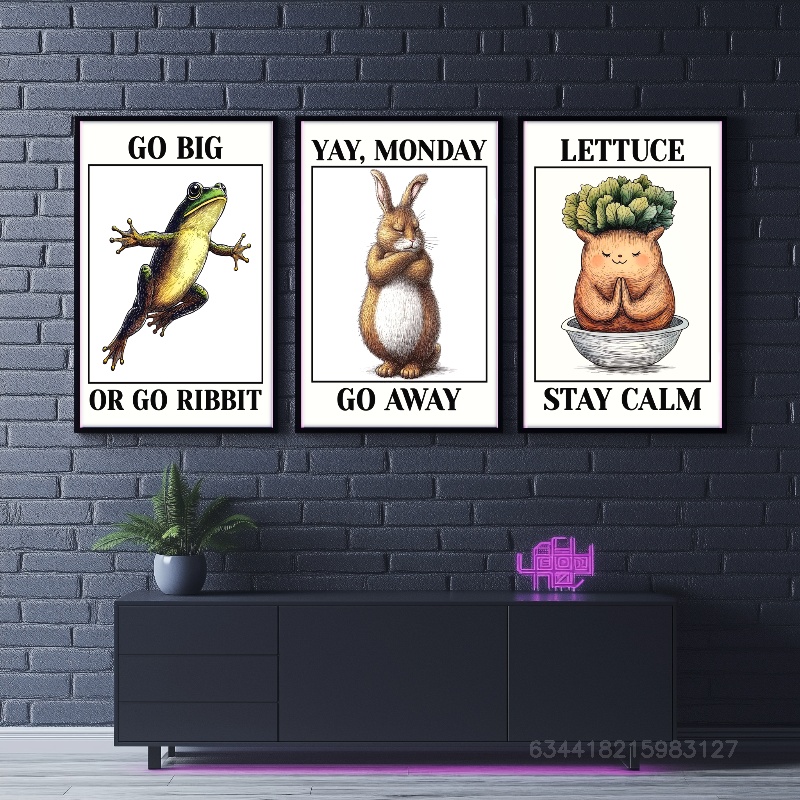 GO BIG
OR GO RIBBIT
YAY, MONDAY
GO AWAY
LETTUCE
STAY CALM
634418215983127